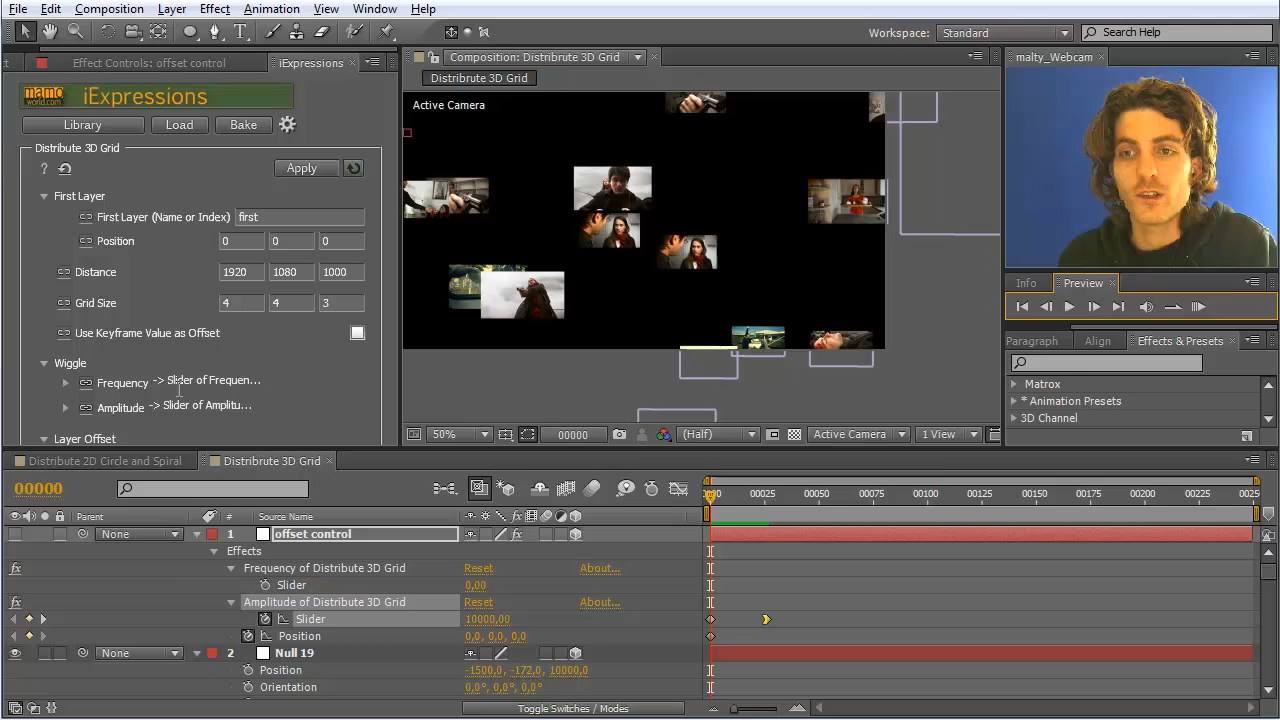 File Edit Composition Layer Effect Animation View Window Help
Workspace: Standard Search Help
Effect Controls: offset control iExpressions
Composition: Distribrute 3D Grid
malty_Webcam
mamo world.com iExpressions
Distribrute 3D Grid
Active Camera
Library Load Bake
Distribute 3D Grid
Apply
First Layer
First Layer (Name or Index) first
Position 0 0 0
Distance 1920 1080 1000
Grid Size 4 4 3
Use Keyframe Value as Offset
Wiggle
Frequency -> Slider of Frequen...
Amplitude -> Slider of Amplitu...
Layer Offset
50% 00000 (Half) Active Camera 1 View
Info Preview
Paragraph Align Effects & Presets
Matrox
* Animation Presets
3D Channel
Distribute 2D Circle and Spiral Distribrute 3D Grid
00000
00025 00050 00075 00100 00125 00150 00175 00200 0022 0025
Parent # Source Name
None 1 offset control
Effects
Frequency of Distribute 3D Grid Reset About...
Slider 0,00
Amplitude of Distribute 3D Grid Reset About...
Slider 10000,00
Position 0,0, 0,0, 0,0
None 2 Null 19
Position -1500,0, -172,0, 10000,0
Orientation 0,0°, 0,0°, 0,0°
Toggle Switches / Modes